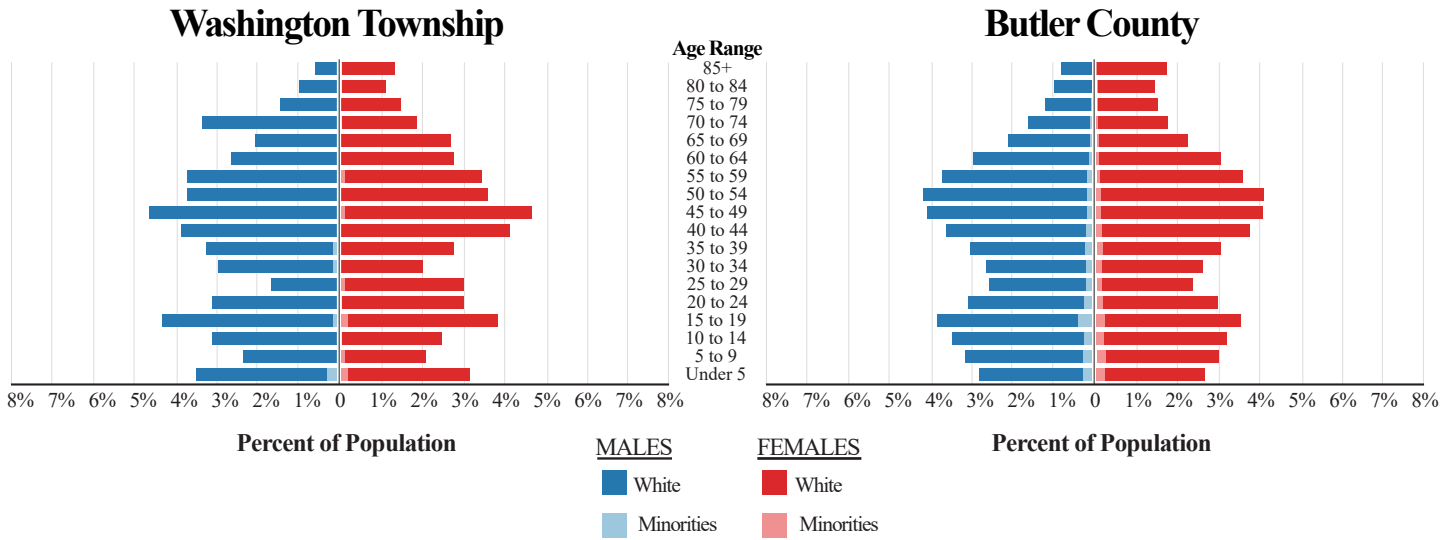 Washington Township
Butler County
Age Range
85+
80 to 84
75 to 79
70 to 74
65 to 69
60 to 64
55 to 59
50 to 54
45 to 49
40 to 44
35 to 39
30 to 34
25 to 29
20 to 24
15 to 19
10 to 14
5 to 9
Under 5
8% 7% 6% 5% 4% 2% 1% 0 1% 2% 3% 4% 5% 6% 7% 8%
8% 7% 6% 5% 4% 2% 1% 0 1% 2% 3% 4% 5% 6% 7% 8%
Percent of Population
Percent of Population
MALES
White
Minorities
FEMALES
White
Minorities